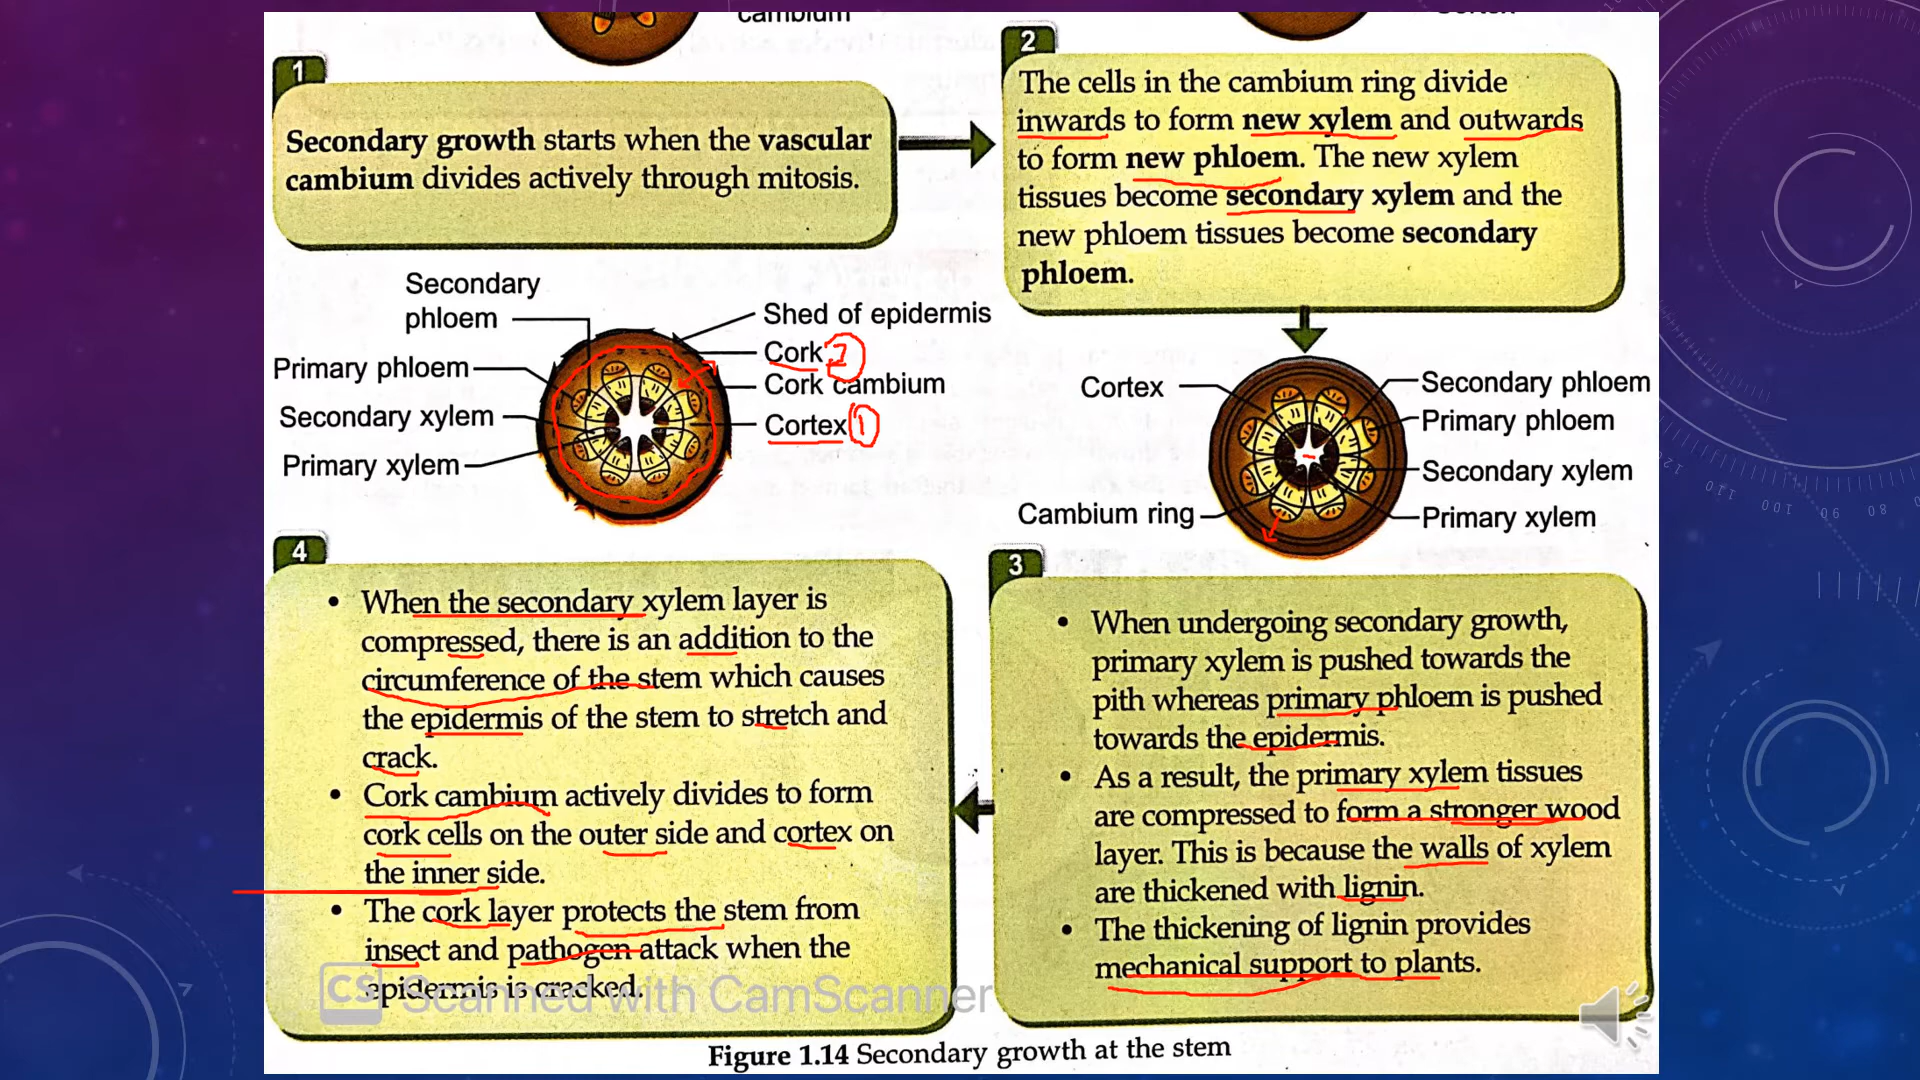 cambium
1
Secondary growth starts when the vascular
cambium divides actively through mitosis.
2
The cells in the cambium ring divide
inwards to form new xylem and outwards
to form new phloem. The new xylem
tissues become secondary xylem and the
new phloem tissues become secondary
phloem.
Secondary
phloem
Primary phloem
Secondary xylem
Primary xylem
Shed of epidermis
Cork 2
Cork cambium
Cortex 1
Cortex
Cambium ring
Secondary phloem
Primary phloem
Secondary xylem
Primary xylem
4
• When the secondary xylem layer is
compressed, there is an addition to the
circumference of the stem which causes
the epidermis of the stem to stretch and
crack.
• Cork cambium actively divides to form
cork cells on the outer side and cortex on
the inner side.
• The cork layer protects the stem from
insect and pathogen attack when the
epidermis is cracked.
3
• When undergoing secondary growth,
primary xylem is pushed towards the
pith whereas primary phloem is pushed
towards the epidermis.
• As a result, the primary xylem tissues
are compressed to form a stronger wood
layer. This is because the walls of xylem
are thickened with lignin.
• The thickening of lignin provides
mechanical support to plants.
CS Scanned with CamScanner
Figure 1.14 Secondary growth at the stem